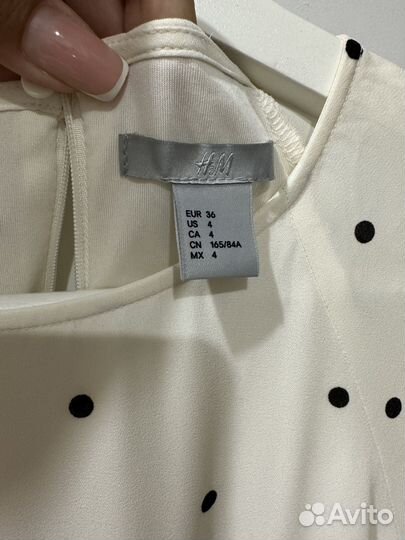 H&M
EUR 36
US 4
CA 4
CN 165/84A
MX 4
Avito